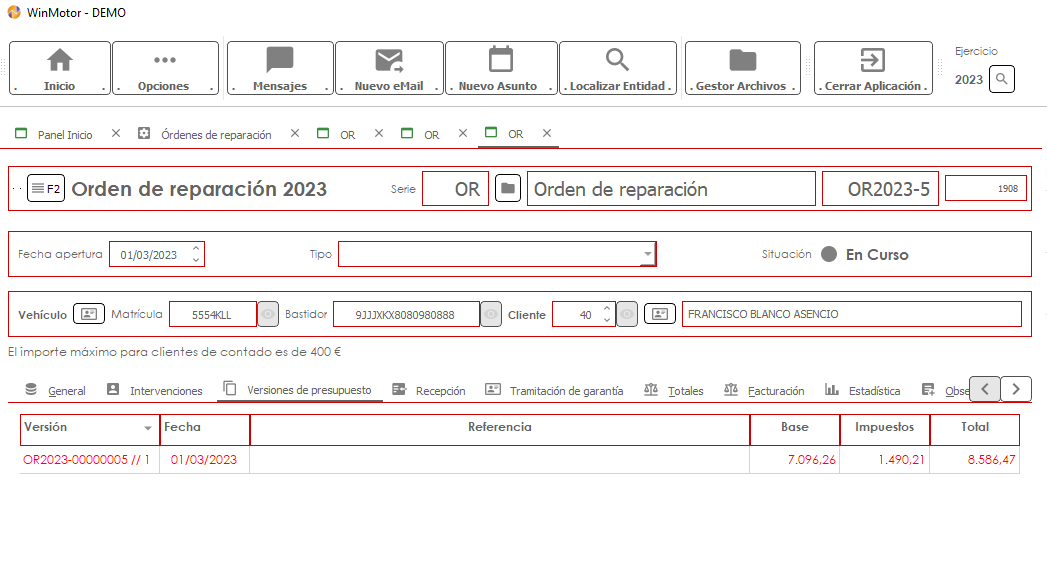 WinMotor - DEMO
. Inicio . . Opciones . . Mensajes . . Nuevo eMail . . Nuevo Asunto . . Localizar Entidad . . Gestor Archivos . . Cerrar Aplicación . Ejercicio 2023
Panel Inicio Órdenes de reparación OR OR OR
F2 Orden de reparación 2023 Serie OR Orden de reparación OR2023-5 1908
Fecha apertura 01/03/2023 Tipo Situación En Curso
Vehículo Matrícula 5554KLL Bastidor 9JJJXKX8080980888 Cliente 40 FRANCISCO BLANCO ASENCIO
El importe máximo para clientes de contado es de 400 €
General Intervenciones Versiones de presupuesto Recepción Tramitación de garantía Totales Facturación Estadística Obse
Versión Fecha Referencia Base Impuestos Total
OR2023-00000005 // 1 01/03/2023 7.096,26 1.490,21 8.586,47